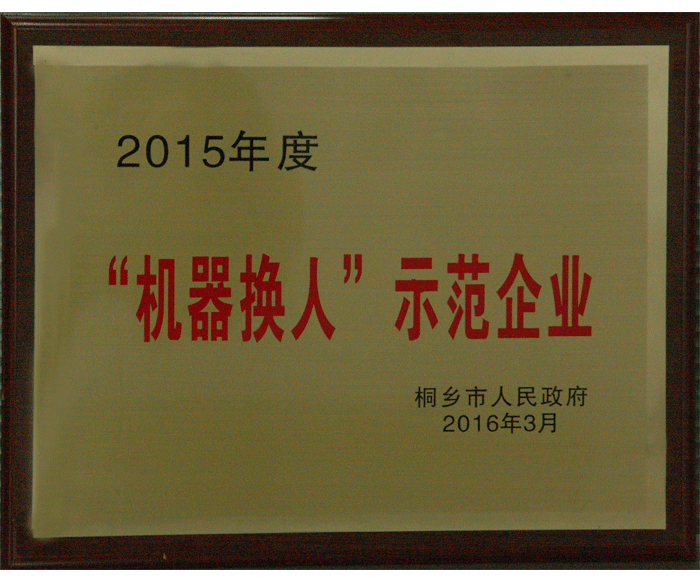 2015年度
“机器换人”示范企业
桐乡市人民政府
2016年3月